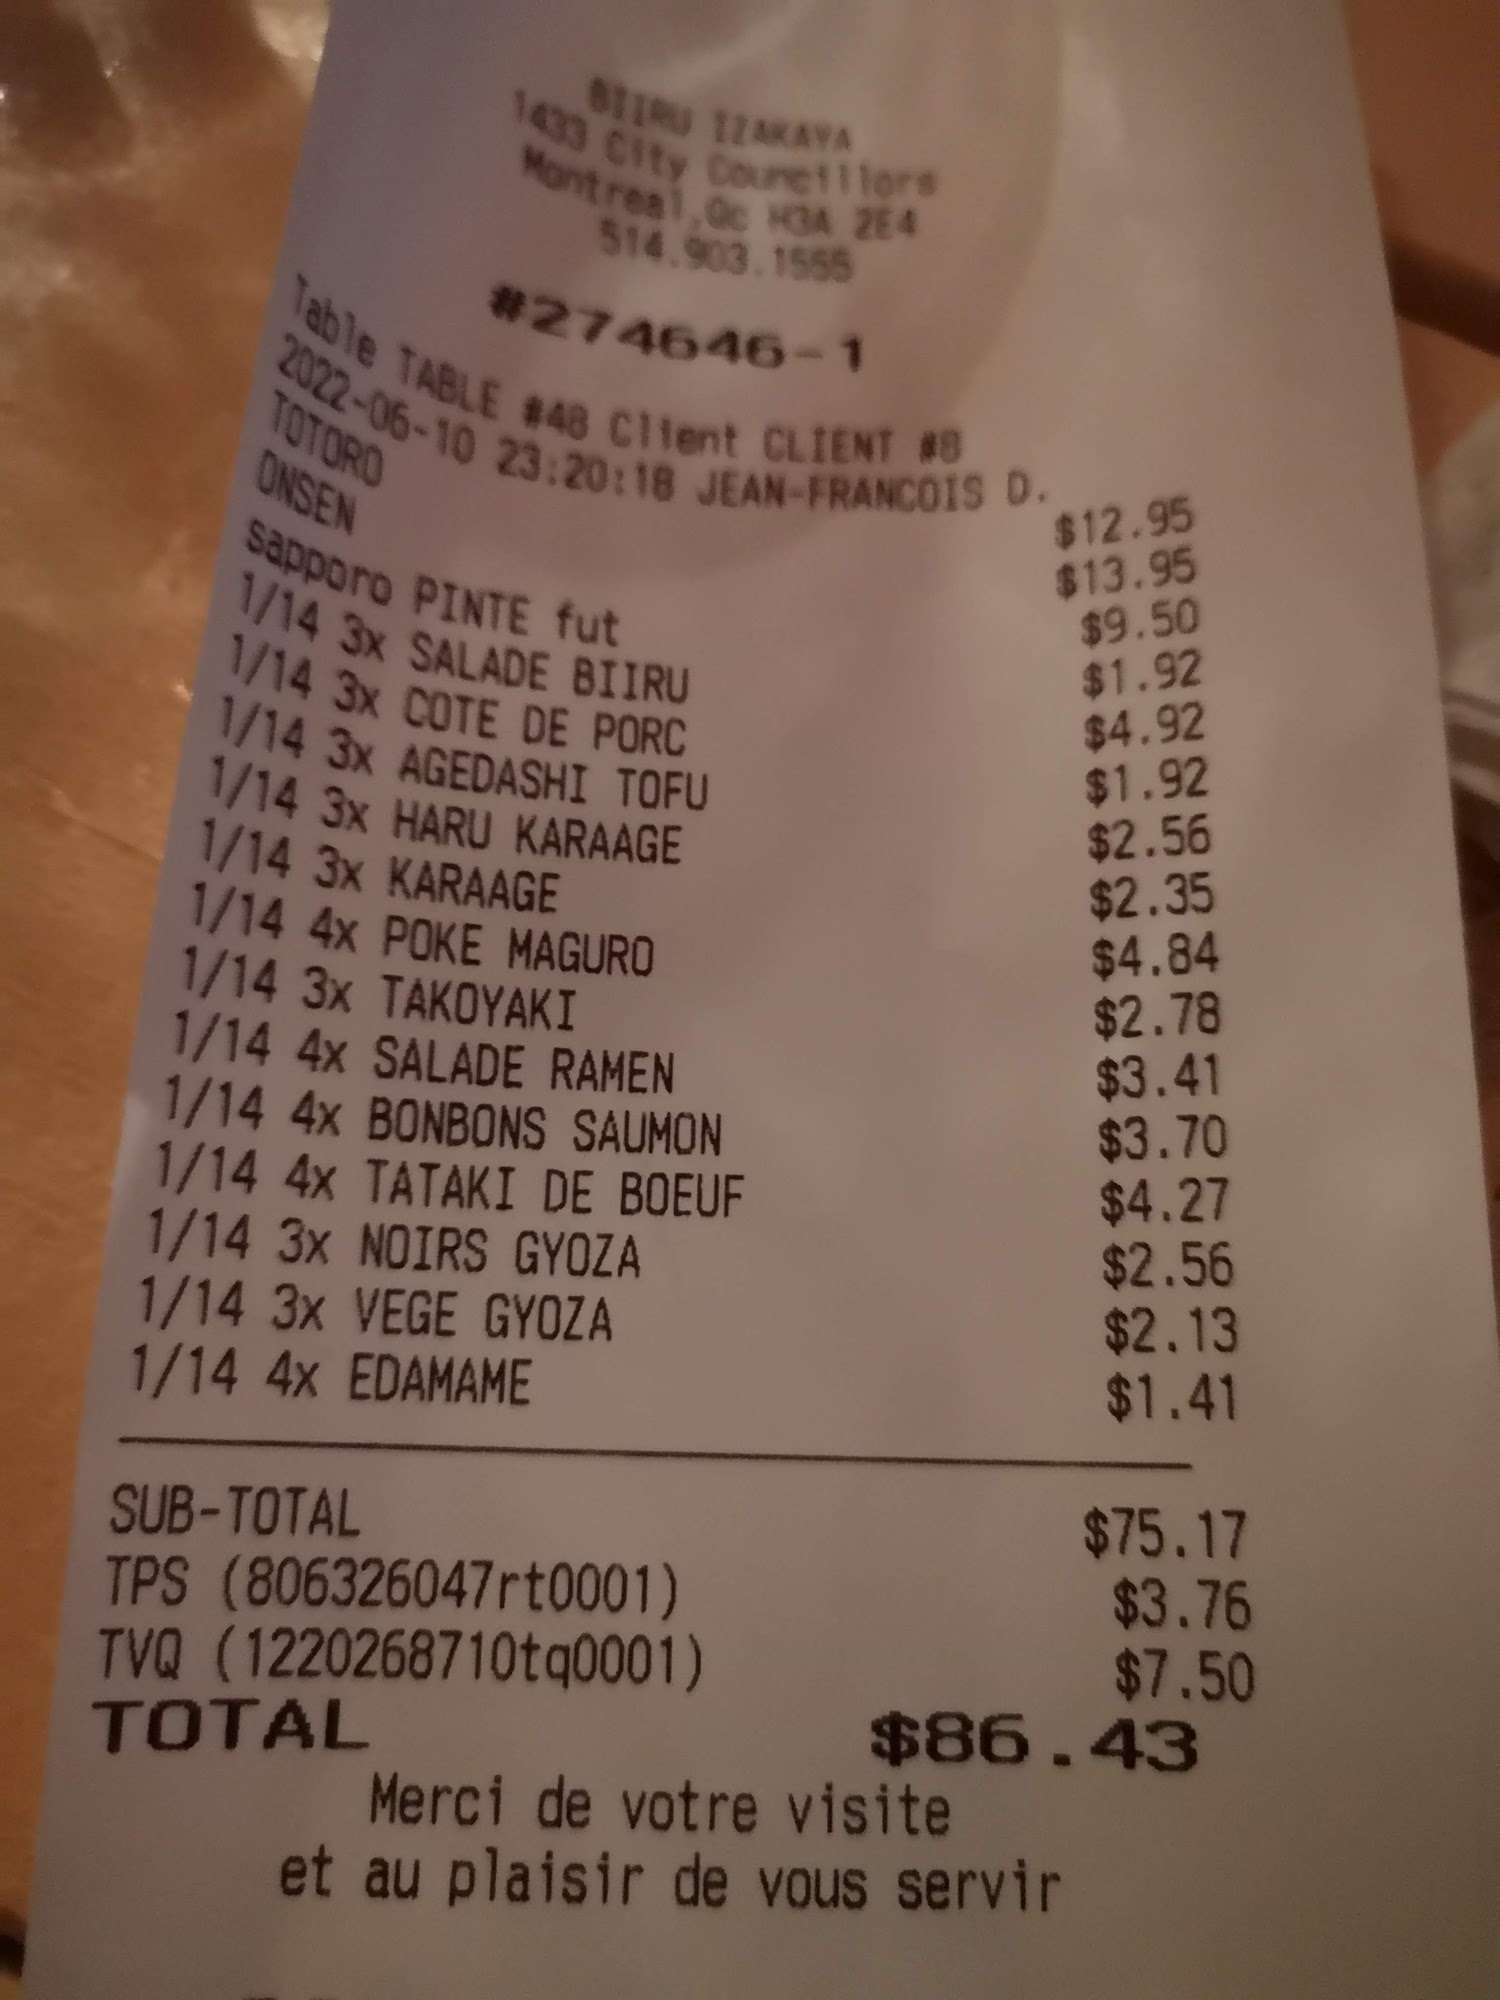 BIIRU IZAKAYA
1433 City Councillors
Montreal,Qc H3A 2E4
514.903.1555
#274646-1
Table TABLE #48 Client CLIENT #8
2022-06-10 23:20:18 JEAN-FRANCOIS D.
TOTORO $12.95
ONSEN $13.95
sapporo PINTE fut $9.50
1/14 3x SALADE BIIRU $1.92
1/14 3x COTE DE PORC $4.92
1/14 3x AGEDASHI TOFU $1.92
1/14 3x HARU KARAAGE $2.56
1/14 3x KARAAGE $2.35
1/14 4x POKE MAGURO $4.84
1/14 3x TAKOYAKI $2.78
1/14 4x SALADE RAMEN $3.41
1/14 4x BONBONS SAUMON $3.70
1/14 4x TATAKI DE BOEUF $4.27
1/14 3x NOIRS GYOZA $2.56
1/14 3x VEGE GYOZA $2.13
1/14 4x EDAMAME $1.41
SUB-TOTAL $75.17
TPS (806326047rt0001) $3.76
TVQ (1220268710tq0001) $7.50
TOTAL $86.43
Merci de votre visite
et au plaisir de vous servir